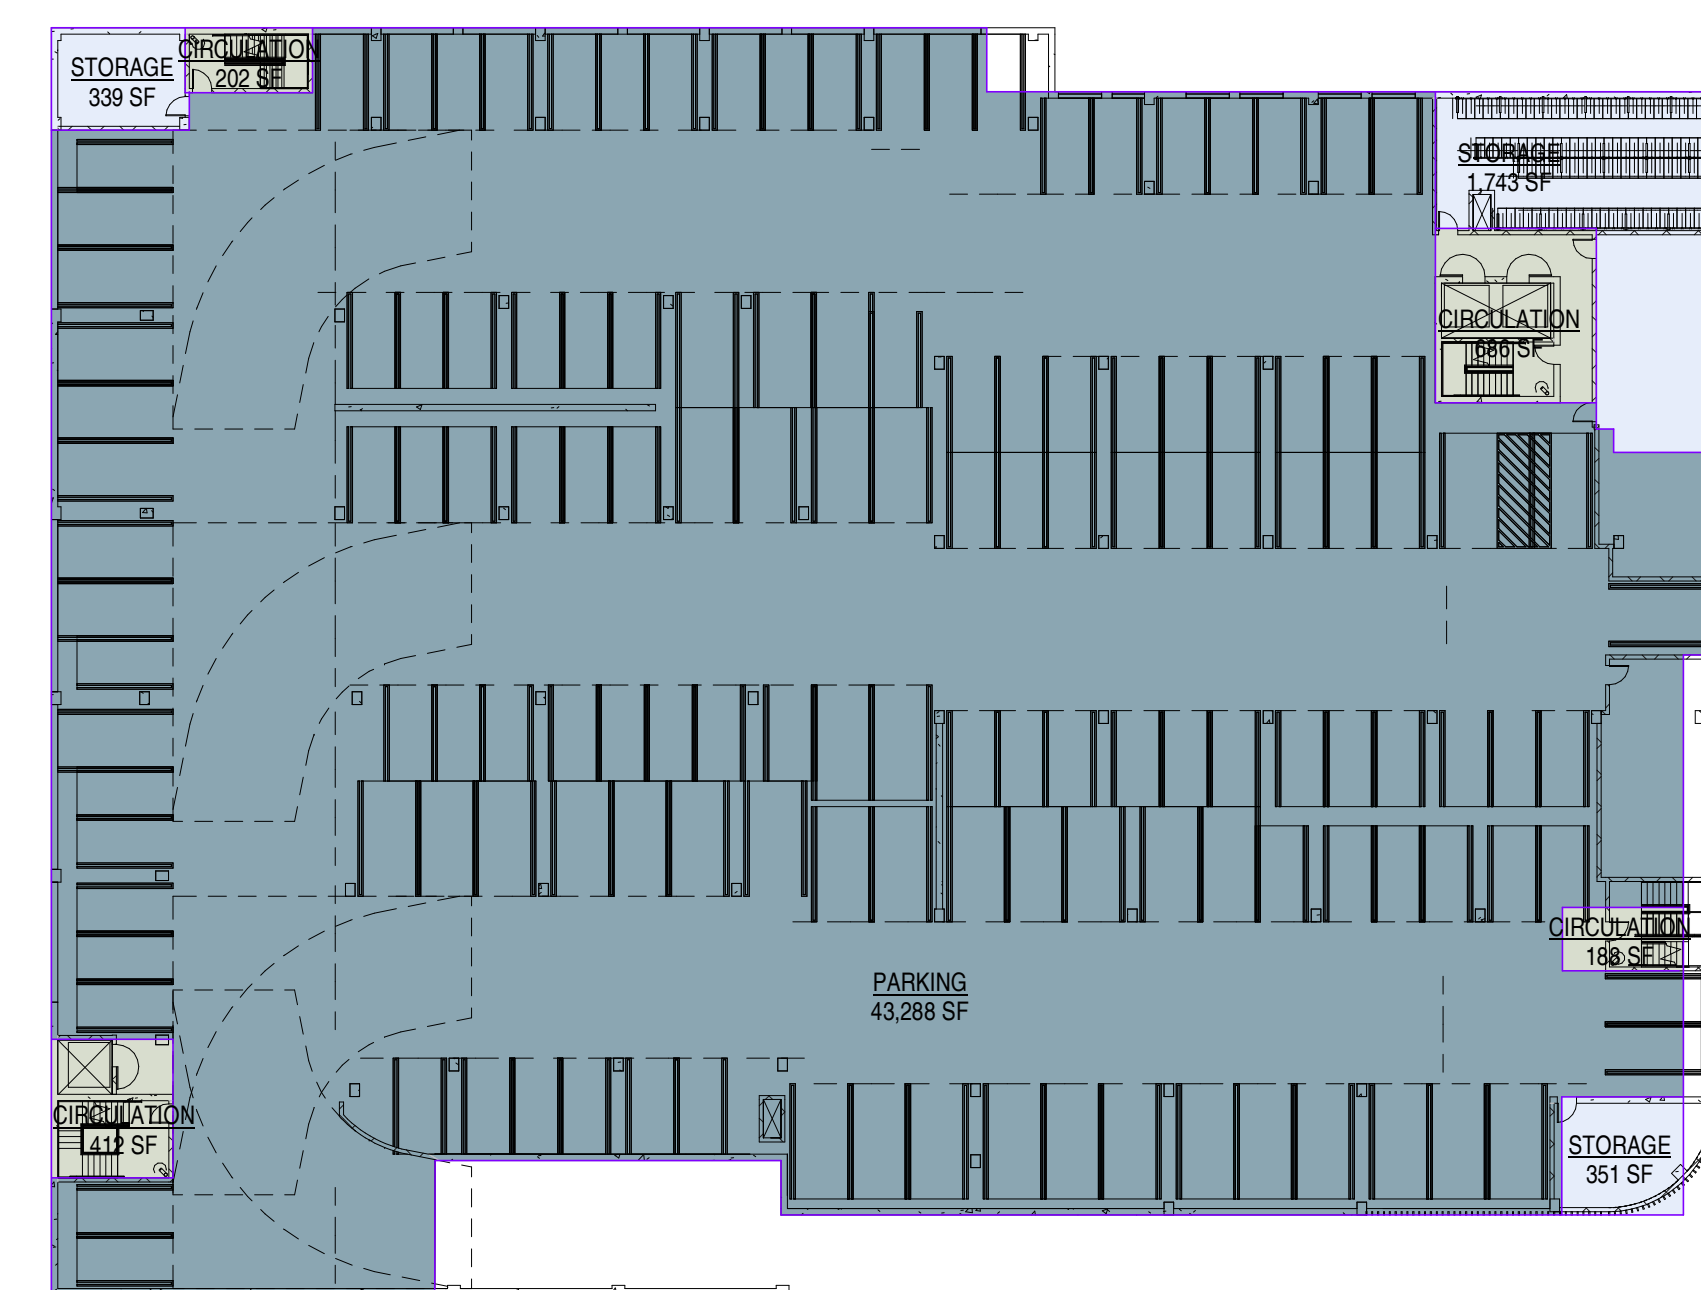 STORAGE
339 SF
CIRCULATION
202 SF
STORAGE
1,743 SF
CIRCULATION
686 SF
CIRCULATION
188 SF
PARKING
43,288 SF
CIRCULATION
412 SF
STORAGE
351 SF